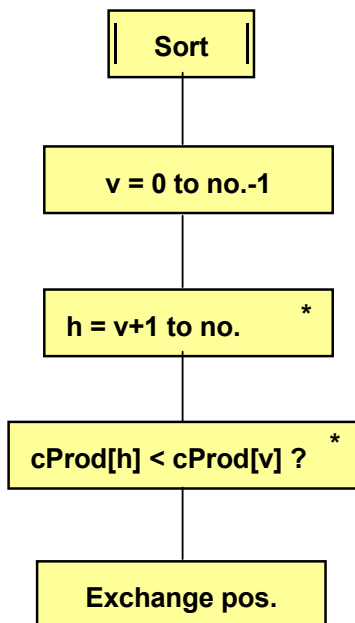 Sort
v = 0 to no.-1
h = v+1 to no. *
cProd[h] < cProd[v] ? *
Exchange pos.